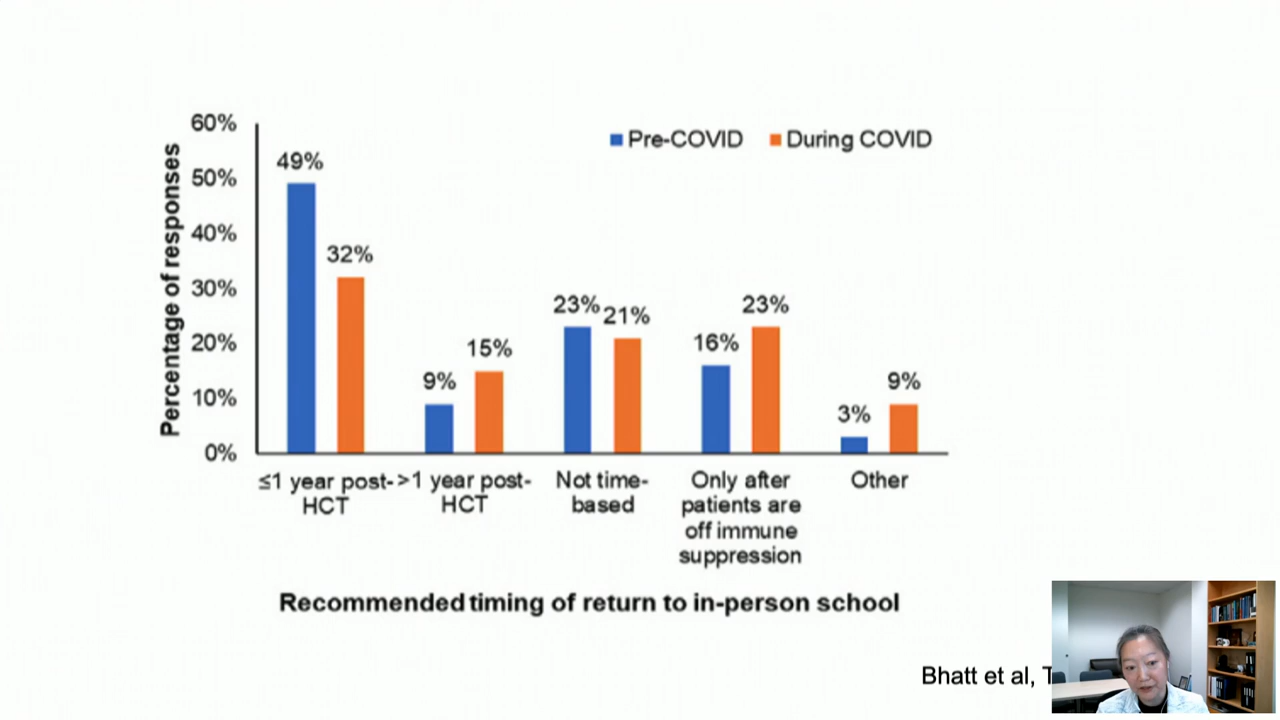 60%
50%
40%
30%
20%
10%
0%
Percentage of responses
Pre-COVID During COVID
49%
32%
9%
15%
23%
21%
16%
23%
3%
9%
≤1 year post-
HCT
>1 year post-
HCT
Not time-
based
Only after
patients are
off immune
suppression
Other
Recommended timing of return to in-person school
Bhatt et al, T